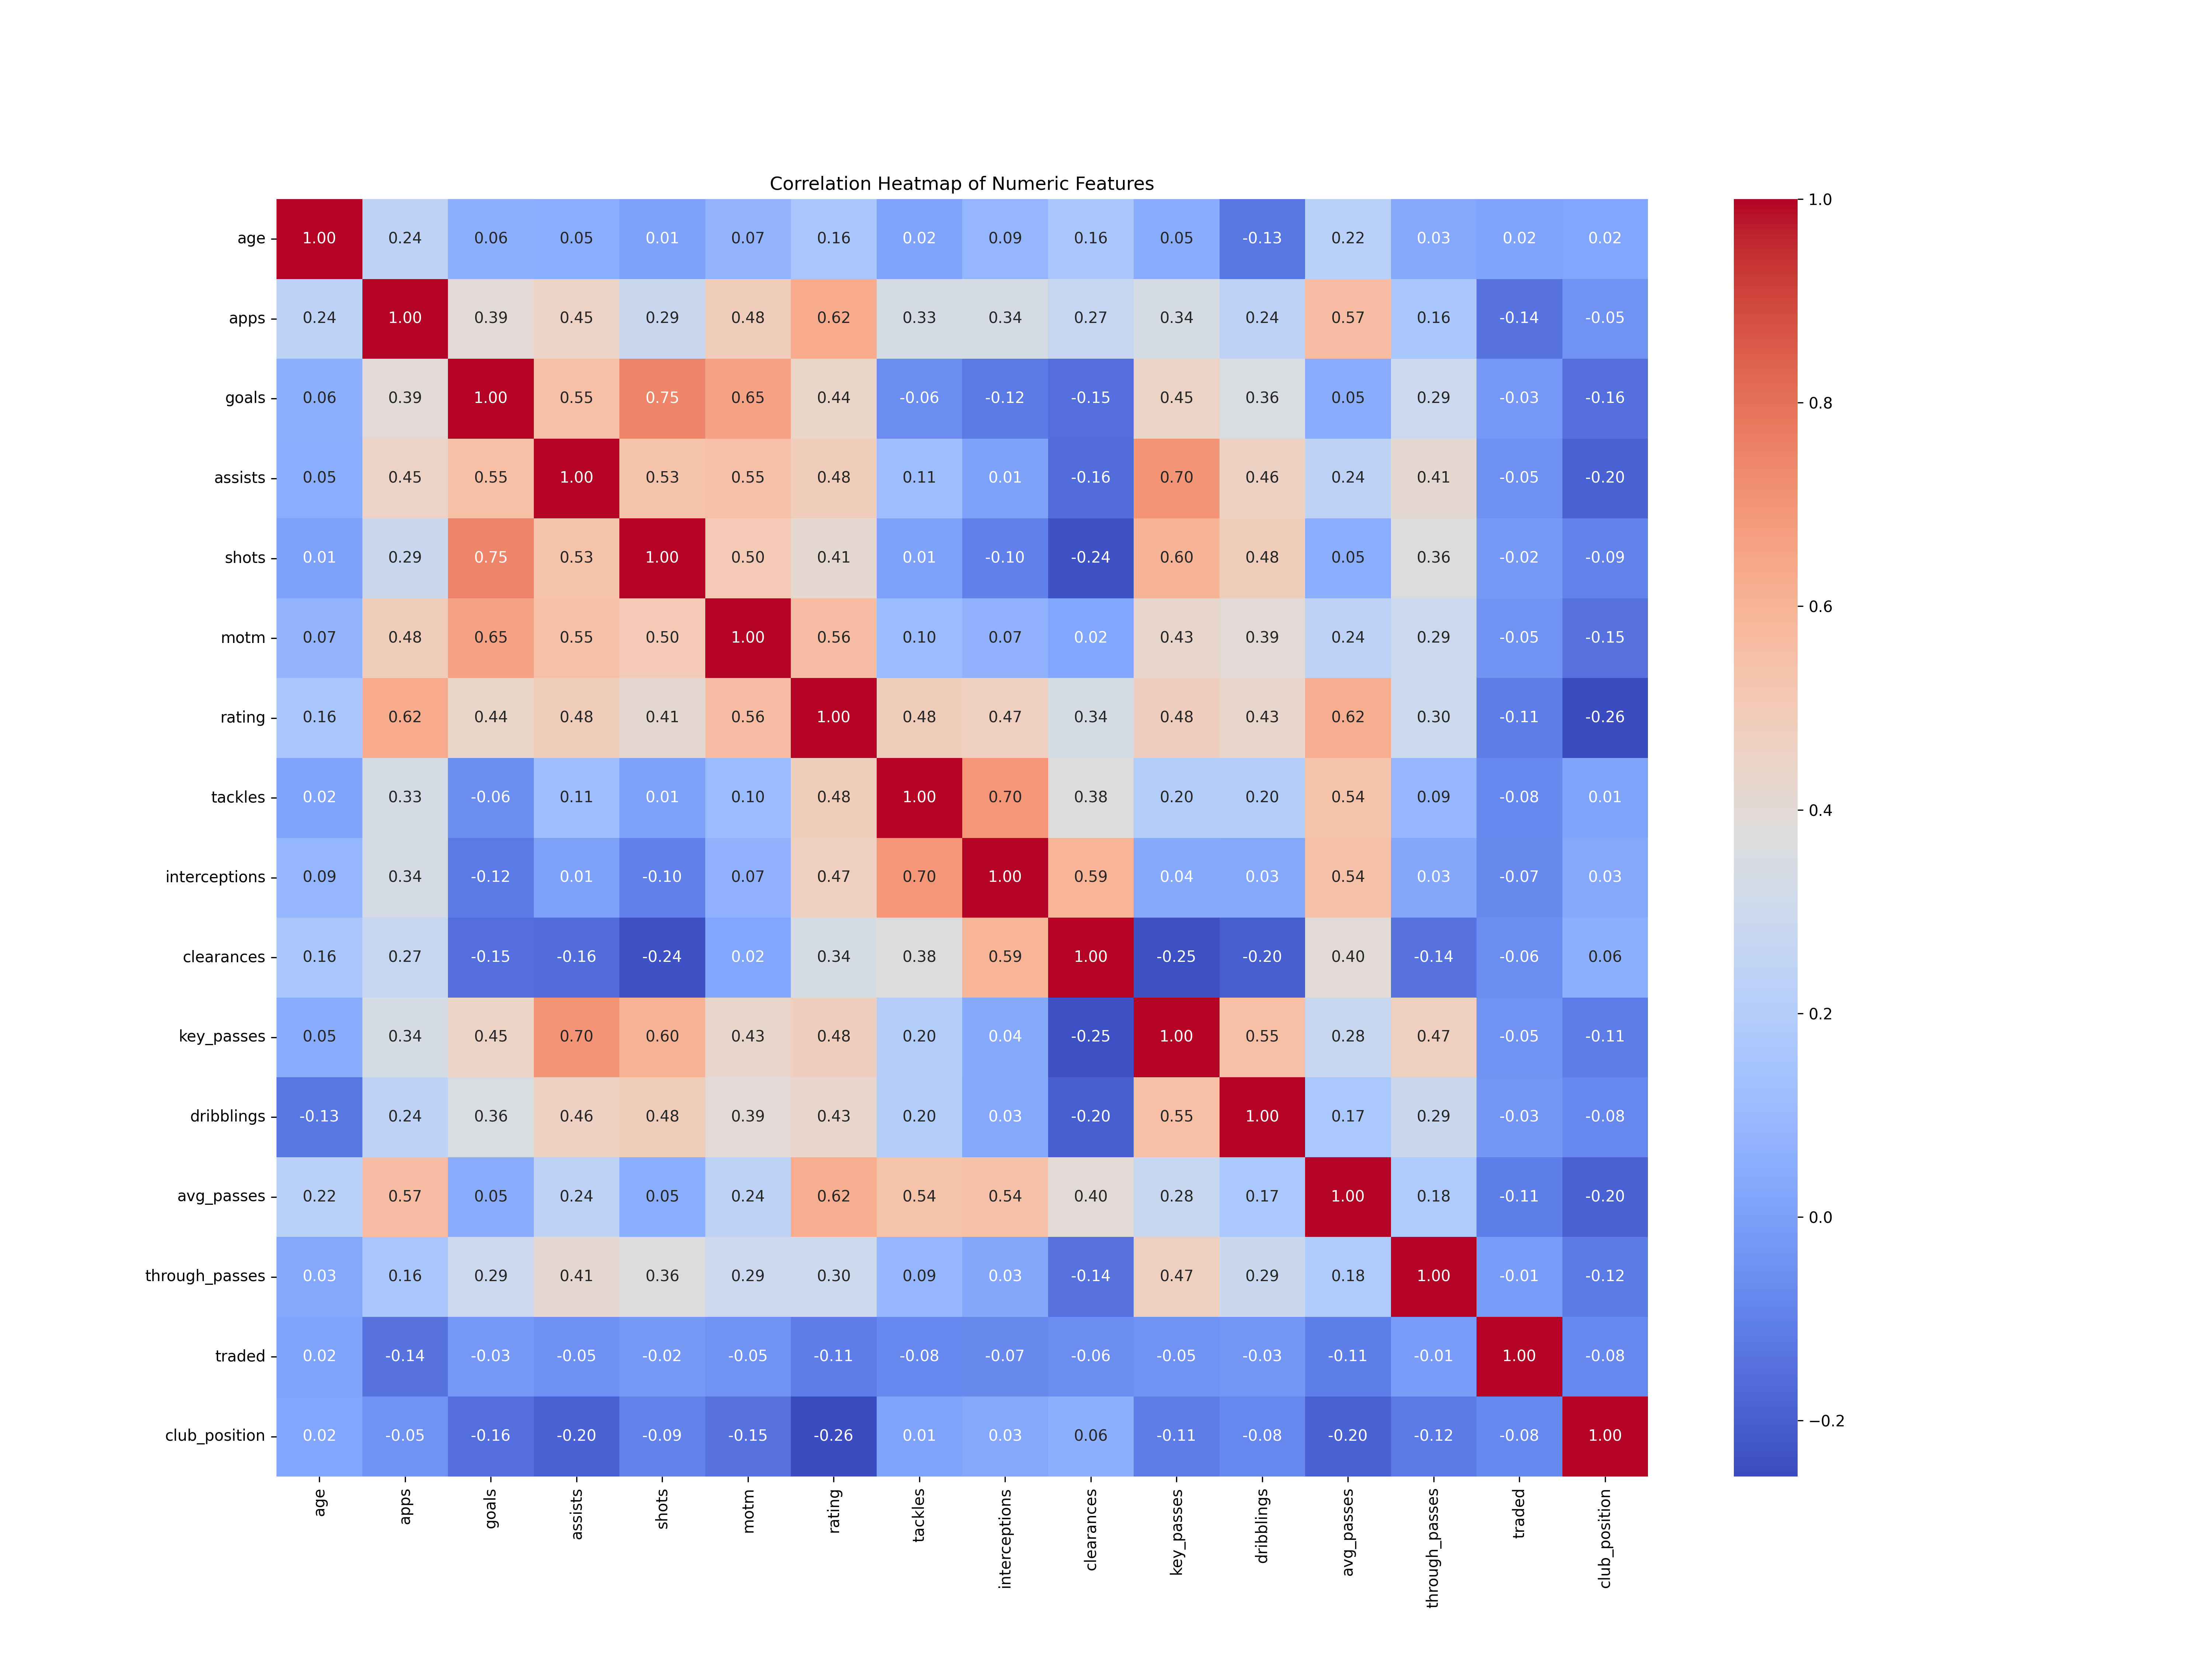 Correlation Heatmap of Numeric Features
age 1.00 0.24 0.06 0.05 0.01 0.07 0.16 0.02 0.09 0.16 0.05 -0.13 0.22 0.03 0.02 0.02
apps 0.24 1.00 0.39 0.45 0.29 0.48 0.62 0.33 0.34 0.27 0.34 0.24 0.57 0.16 -0.14 -0.05
goals 0.06 0.39 1.00 0.55 0.75 0.65 0.44 -0.06 -0.12 -0.15 0.45 0.36 0.05 0.29 -0.03 -0.16
assists 0.05 0.45 0.55 1.00 0.53 0.55 0.48 0.11 0.01 -0.16 0.70 0.46 0.24 0.41 -0.05 -0.20
shots 0.01 0.29 0.75 0.53 1.00 0.50 0.41 0.01 -0.10 -0.24 0.60 0.48 0.05 0.36 -0.02 -0.09
motm 0.07 0.48 0.65 0.55 0.50 1.00 0.56 0.10 0.07 0.02 0.43 0.39 0.24 0.29 -0.05 -0.15
rating 0.16 0.62 0.44 0.48 0.41 0.56 1.00 0.48 0.47 0.34 0.48 0.43 0.62 0.30 -0.11 -0.26
tackles 0.02 0.33 -0.06 0.11 0.01 0.10 0.48 1.00 0.70 0.38 0.20 0.20 0.54 0.09 -0.08 0.01
interceptions 0.09 0.34 -0.12 0.01 -0.10 0.07 0.47 0.70 1.00 0.59 0.04 0.03 0.54 0.03 -0.07 0.03
clearances 0.16 0.27 -0.15 -0.16 -0.24 0.02 0.34 0.38 0.59 1.00 -0.25 -0.20 0.40 -0.14 -0.06 0.06
key_passes 0.05 0.34 0.45 0.70 0.60 0.43 0.48 0.20 0.04 -0.25 1.00 0.55 0.28 0.47 -0.05 -0.11
dribblings -0.13 0.24 0.36 0.46 0.48 0.39 0.43 0.20 0.03 -0.20 0.55 1.00 0.17 0.29 -0.03 -0.08
avg_passes 0.22 0.57 0.05 0.24 0.05 0.24 0.62 0.54 0.54 0.40 0.28 0.17 1.00 0.18 -0.11 -0.20
through_passes 0.03 0.16 0.29 0.41 0.36 0.29 0.30 0.09 0.03 -0.14 0.47 0.29 0.18 1.00 -0.01 -0.12
traded 0.02 -0.14 -0.03 -0.05 -0.02 -0.05 -0.11 -0.08 -0.07 -0.06 -0.05 -0.03 -0.11 -0.01 1.00 -0.08
club_position 0.02 -0.05 -0.16 -0.20 -0.09 -0.15 -0.26 0.01 0.03 0.06 -0.11 -0.08 -0.20 -0.12 -0.08 1.00
age apps goals assists shots motm rating tackles interceptions clearances key_passes dribblings avg_passes through_passes traded club_position
1.0
0.8
0.6
0.4
0.2
0.0
−0.2